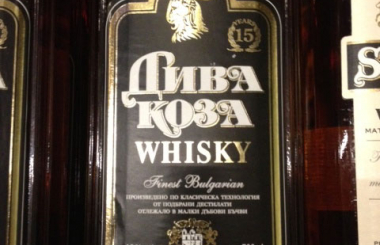 15
YEARS
ДИВА
КОЗА
WHISKY
Finest Bulgarian
ПРОИЗВЕДЕНО ПО КЛАСИЧЕСКА ТЕХНОЛОГИЯ
ОТ ПОДБРАНИ ДЕСТИЛАТИ
ОТЛЕЖАЛО В МАЛКИ ДЪБОВИ БЪЧВИ